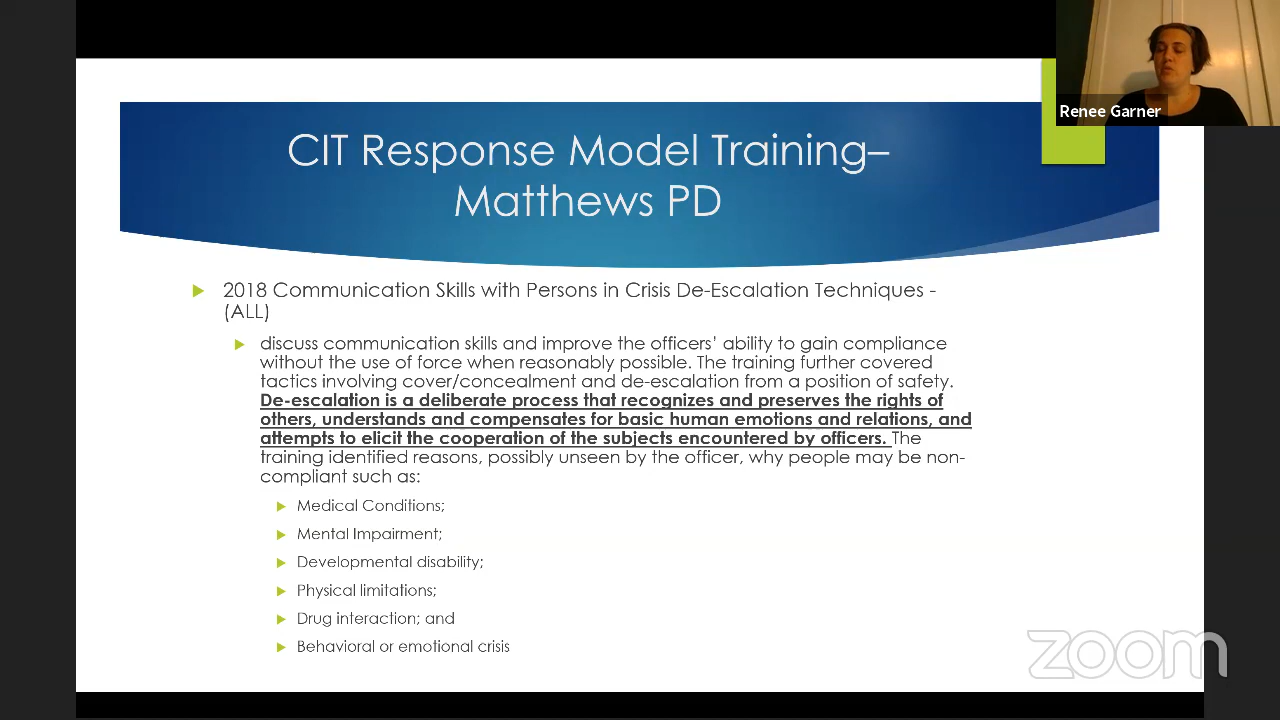 Renee Garner
CIT Response Model Training–
Matthews PD
2018 Communication Skills with Persons in Crisis De-Escalation Techniques -
(ALL)
discuss communication skills and improve the officers’ ability to gain compliance
without the use of force when reasonably possible. The training further covered
tactics involving cover/concealment and de-escalation from a position of safety.
De-escalation is a deliberate process that recognizes and preserves the rights of
others, understands and compensates for basic human emotions and relations, and
attempts to elicit the cooperation of the subjects encountered by officers. The
training identified reasons, possibly unseen by the officer, why people may be non-
compliant such as:
Medical Conditions;
Mental Impairment;
Developmental disability;
Physical limitations;
Drug interaction; and
Behavioral or emotional crisis
zoom